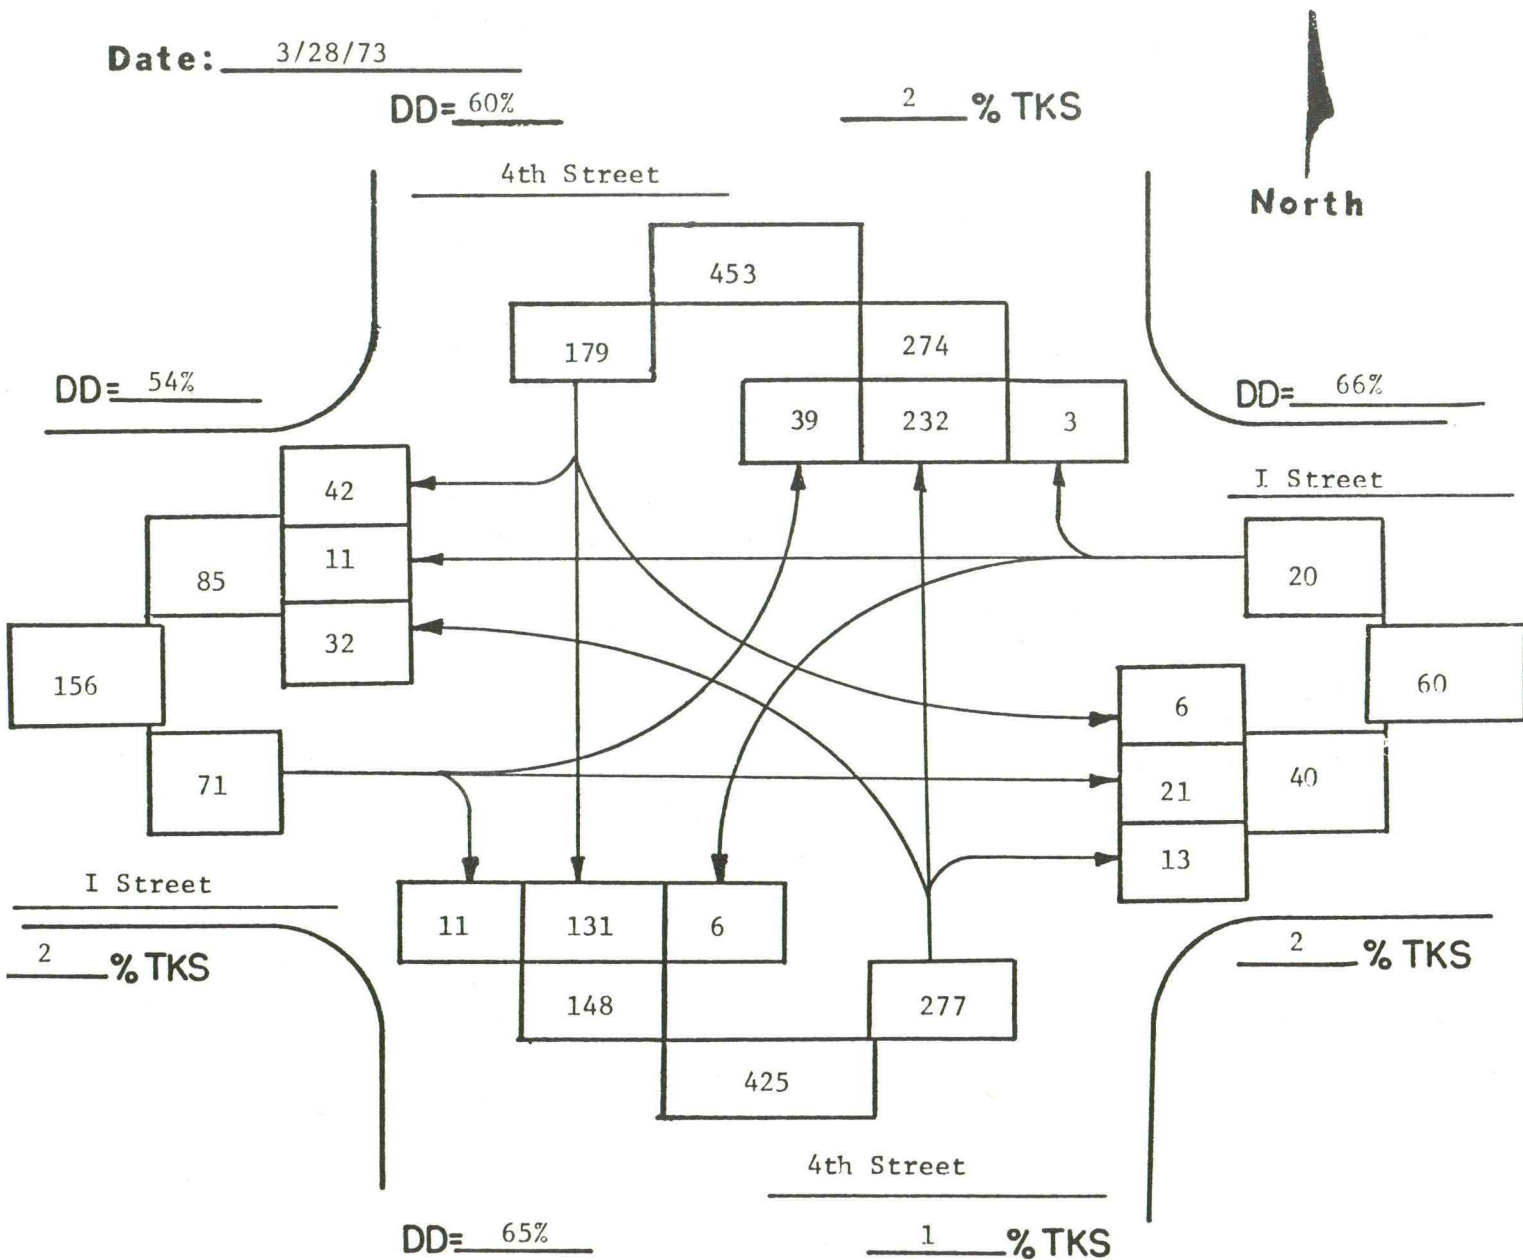 Date: 3/28/73
DD= 60%
2 % TKS
4th Street
North
453
179
274
DD= 54%
DD= 66%
39 232 3
42
I Street
11
85
20
32
156
6
60
71
21
40
13
I Street
11 131 6
2 % TKS
2 % TKS
148
277
425
4th Street
DD= 65%
1 % TKS